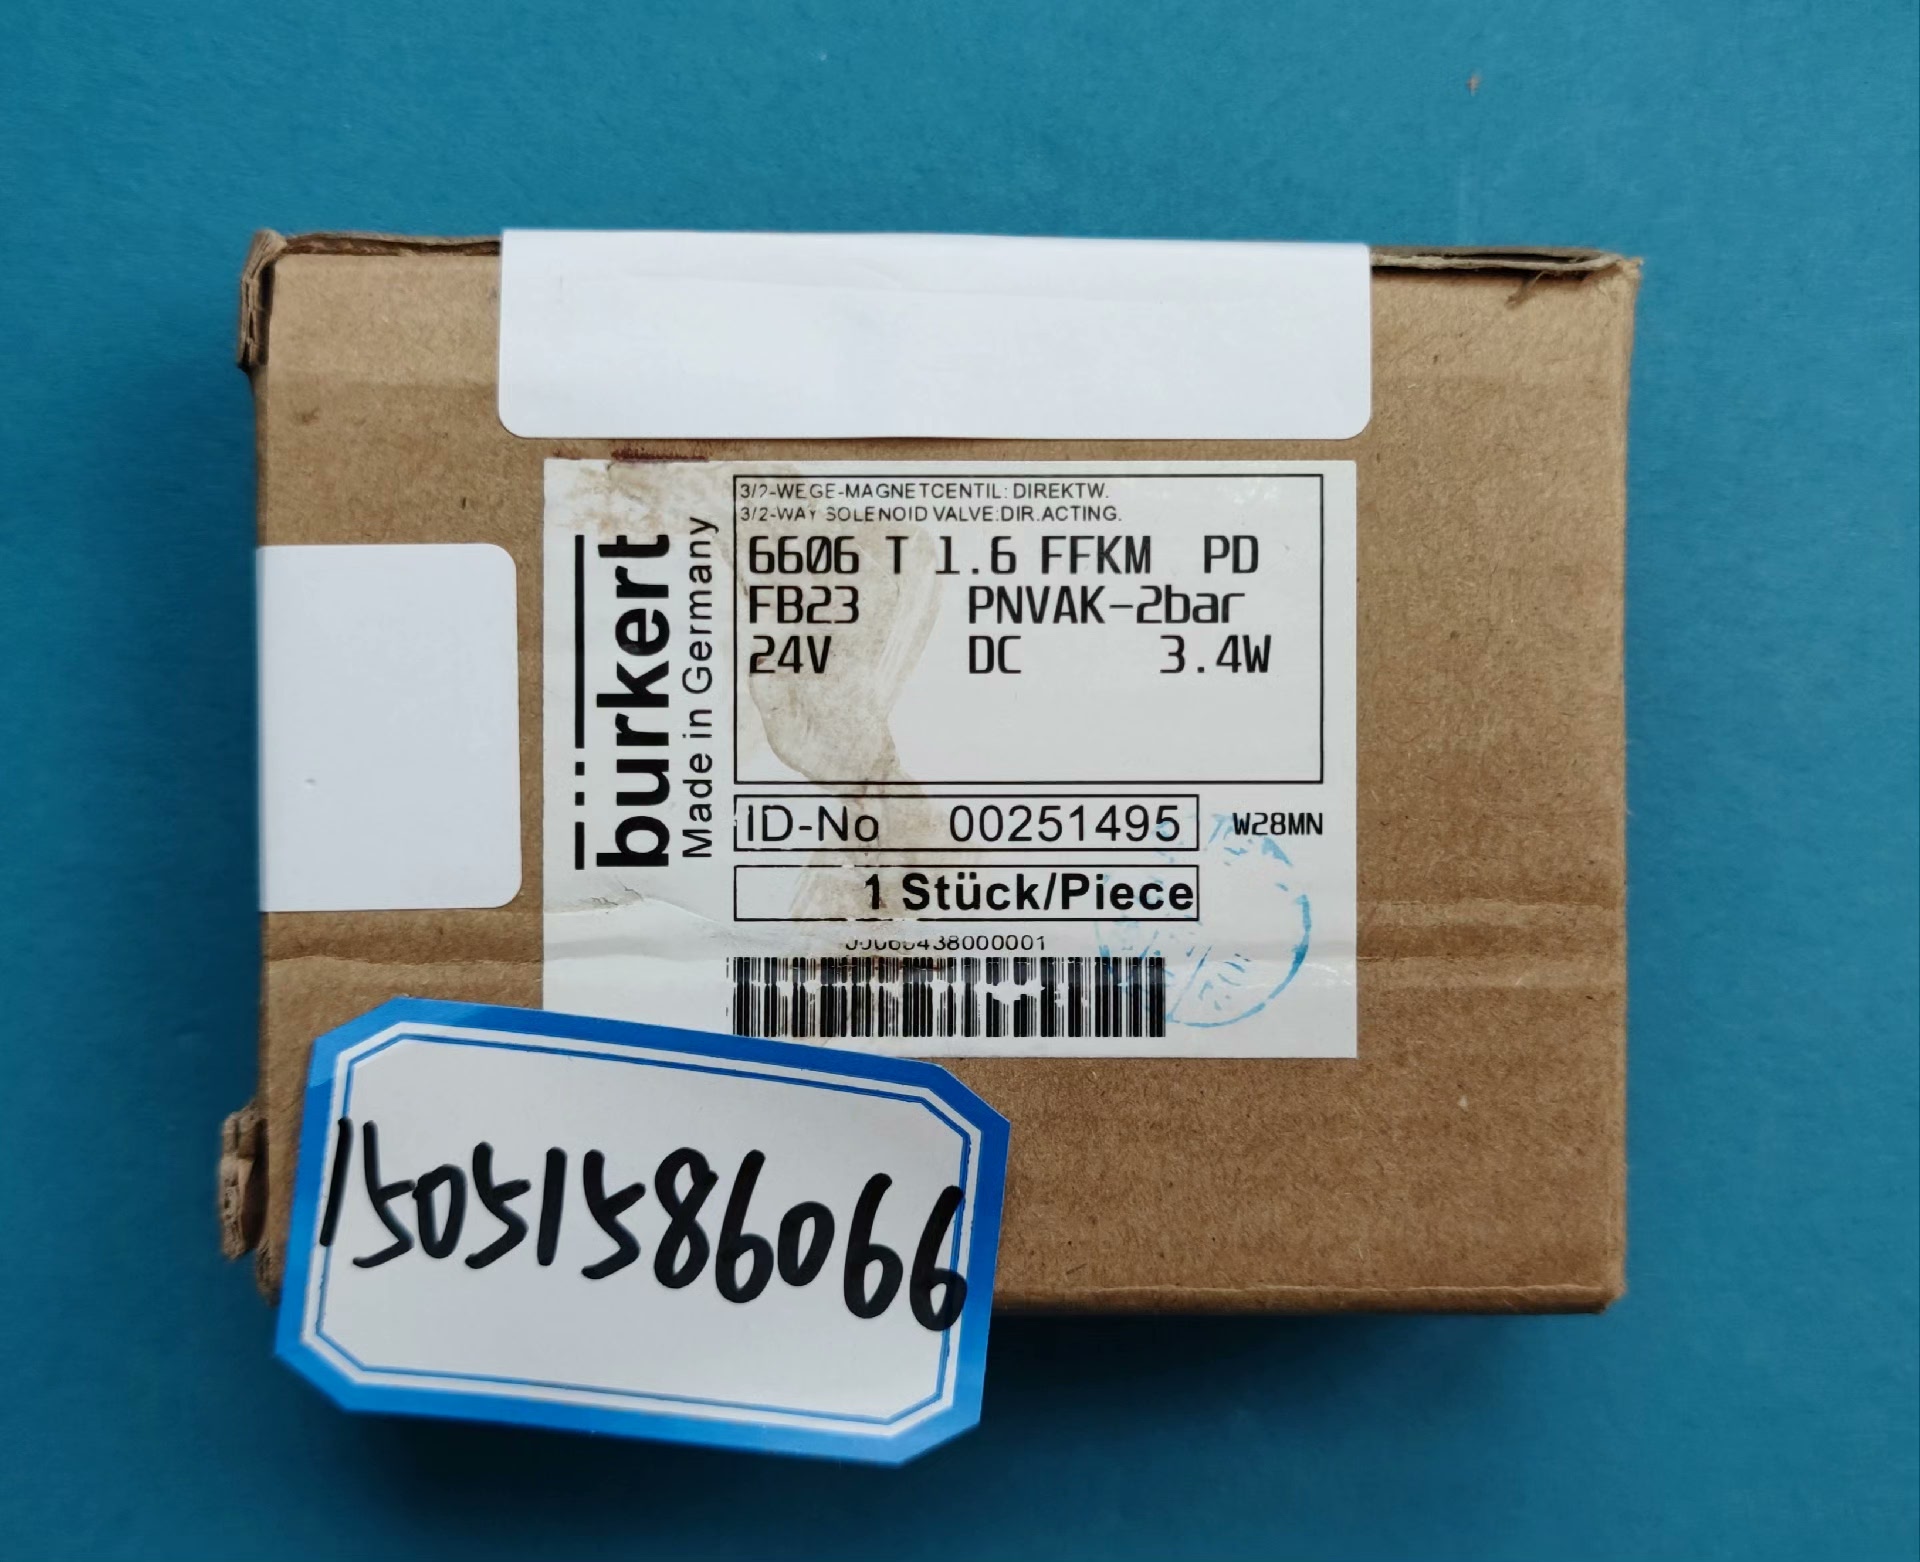 bürkert
Made in Germany
3/2-WEGE-MAGNETCENTIL: DIREKTW.
3/2-WAY SOLENOID VALVE:DIR.ACTING.
6606 T 1.6 FFKM PD
FB23 PNVAK-2bar
24V DC 3.4W
ID-No 00251495 W28MN
1 Stück/Piece
15051586066